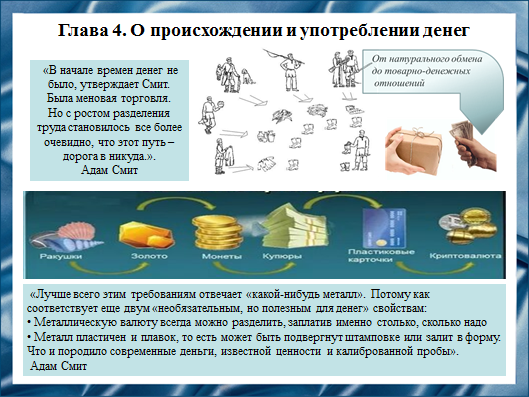 Глава 4. О происхождении и употреблении денег
«В начале времен денег не
было, утверждает Смит.
Была меновая торговля.
Но с ростом разделения
труда становилось все более
очевидно, что этот путь –
дорога в никуда.».
Адам Смит
От натурального обмена
до товарно-денежных
отношений
Ракушки
Золото
Монеты
Купюры
Пластиковые
карточки
Криптовалюта
«Лучше всего этим требованиям отвечает «какой-нибудь металл». Потому как
соответствует еще двум «необязательным, но полезным для денег» свойствам:
• Металлическую валюту всегда можно разделить, заплатив именно столько, сколько надо
• Металл пластичен и плавок, то есть может быть подвергнут штамповке или залит в форму.
Что и породило современные деньги, известной ценности и калиброванной пробы».
Адам Смит